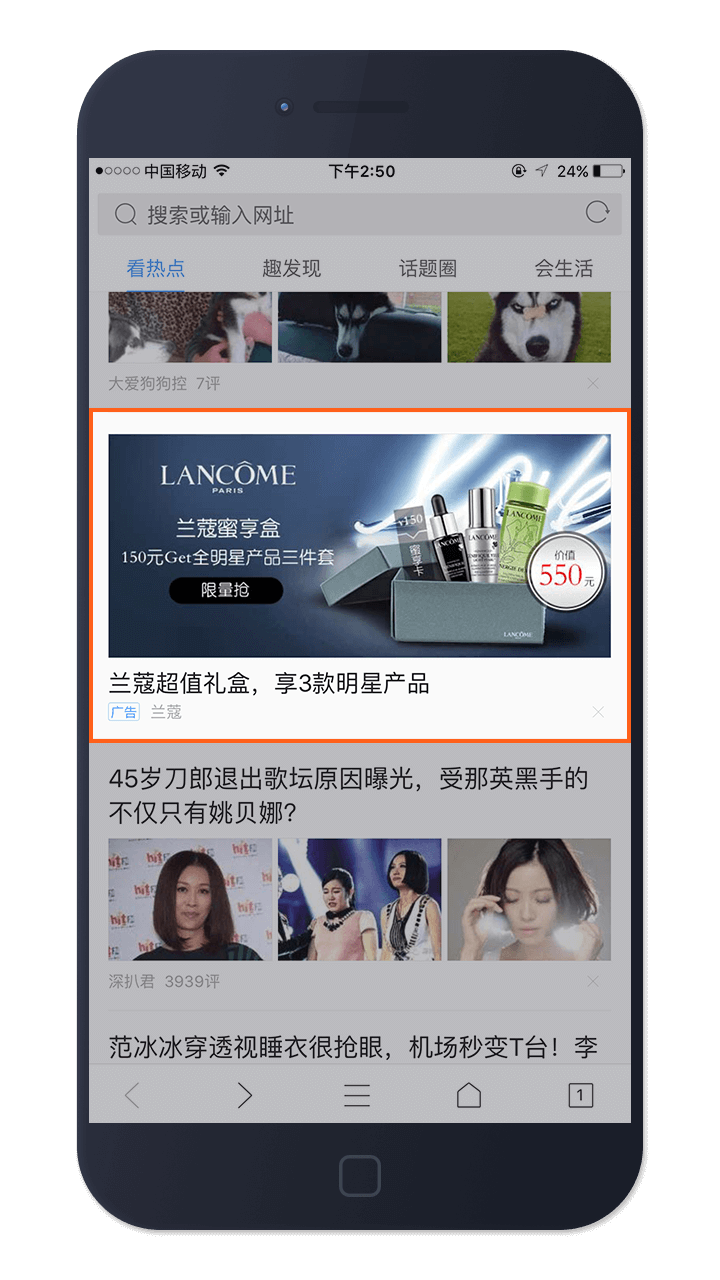 中国移动 下午2:50 24%
搜索或输入网址
看热点 趣发现 话题圈 会生活
大爱狗狗控 7评
LANCÔME
PARIS
兰蔻蜜享盒
150元Get全明星产品三件套
限量抢
¥150
蜜享卡
LANCOME
LANCOME
价值
550元
LANCÔME
兰蔻超值礼盒，享3款明星产品
广告 兰蔻
45岁刀郎退出歌坛原因曝光，受那英黑手的
不仅只有姚贝娜?
深扒君 3939评
范冰冰穿透视睡衣很抢眼，机场秒变T台！李
1